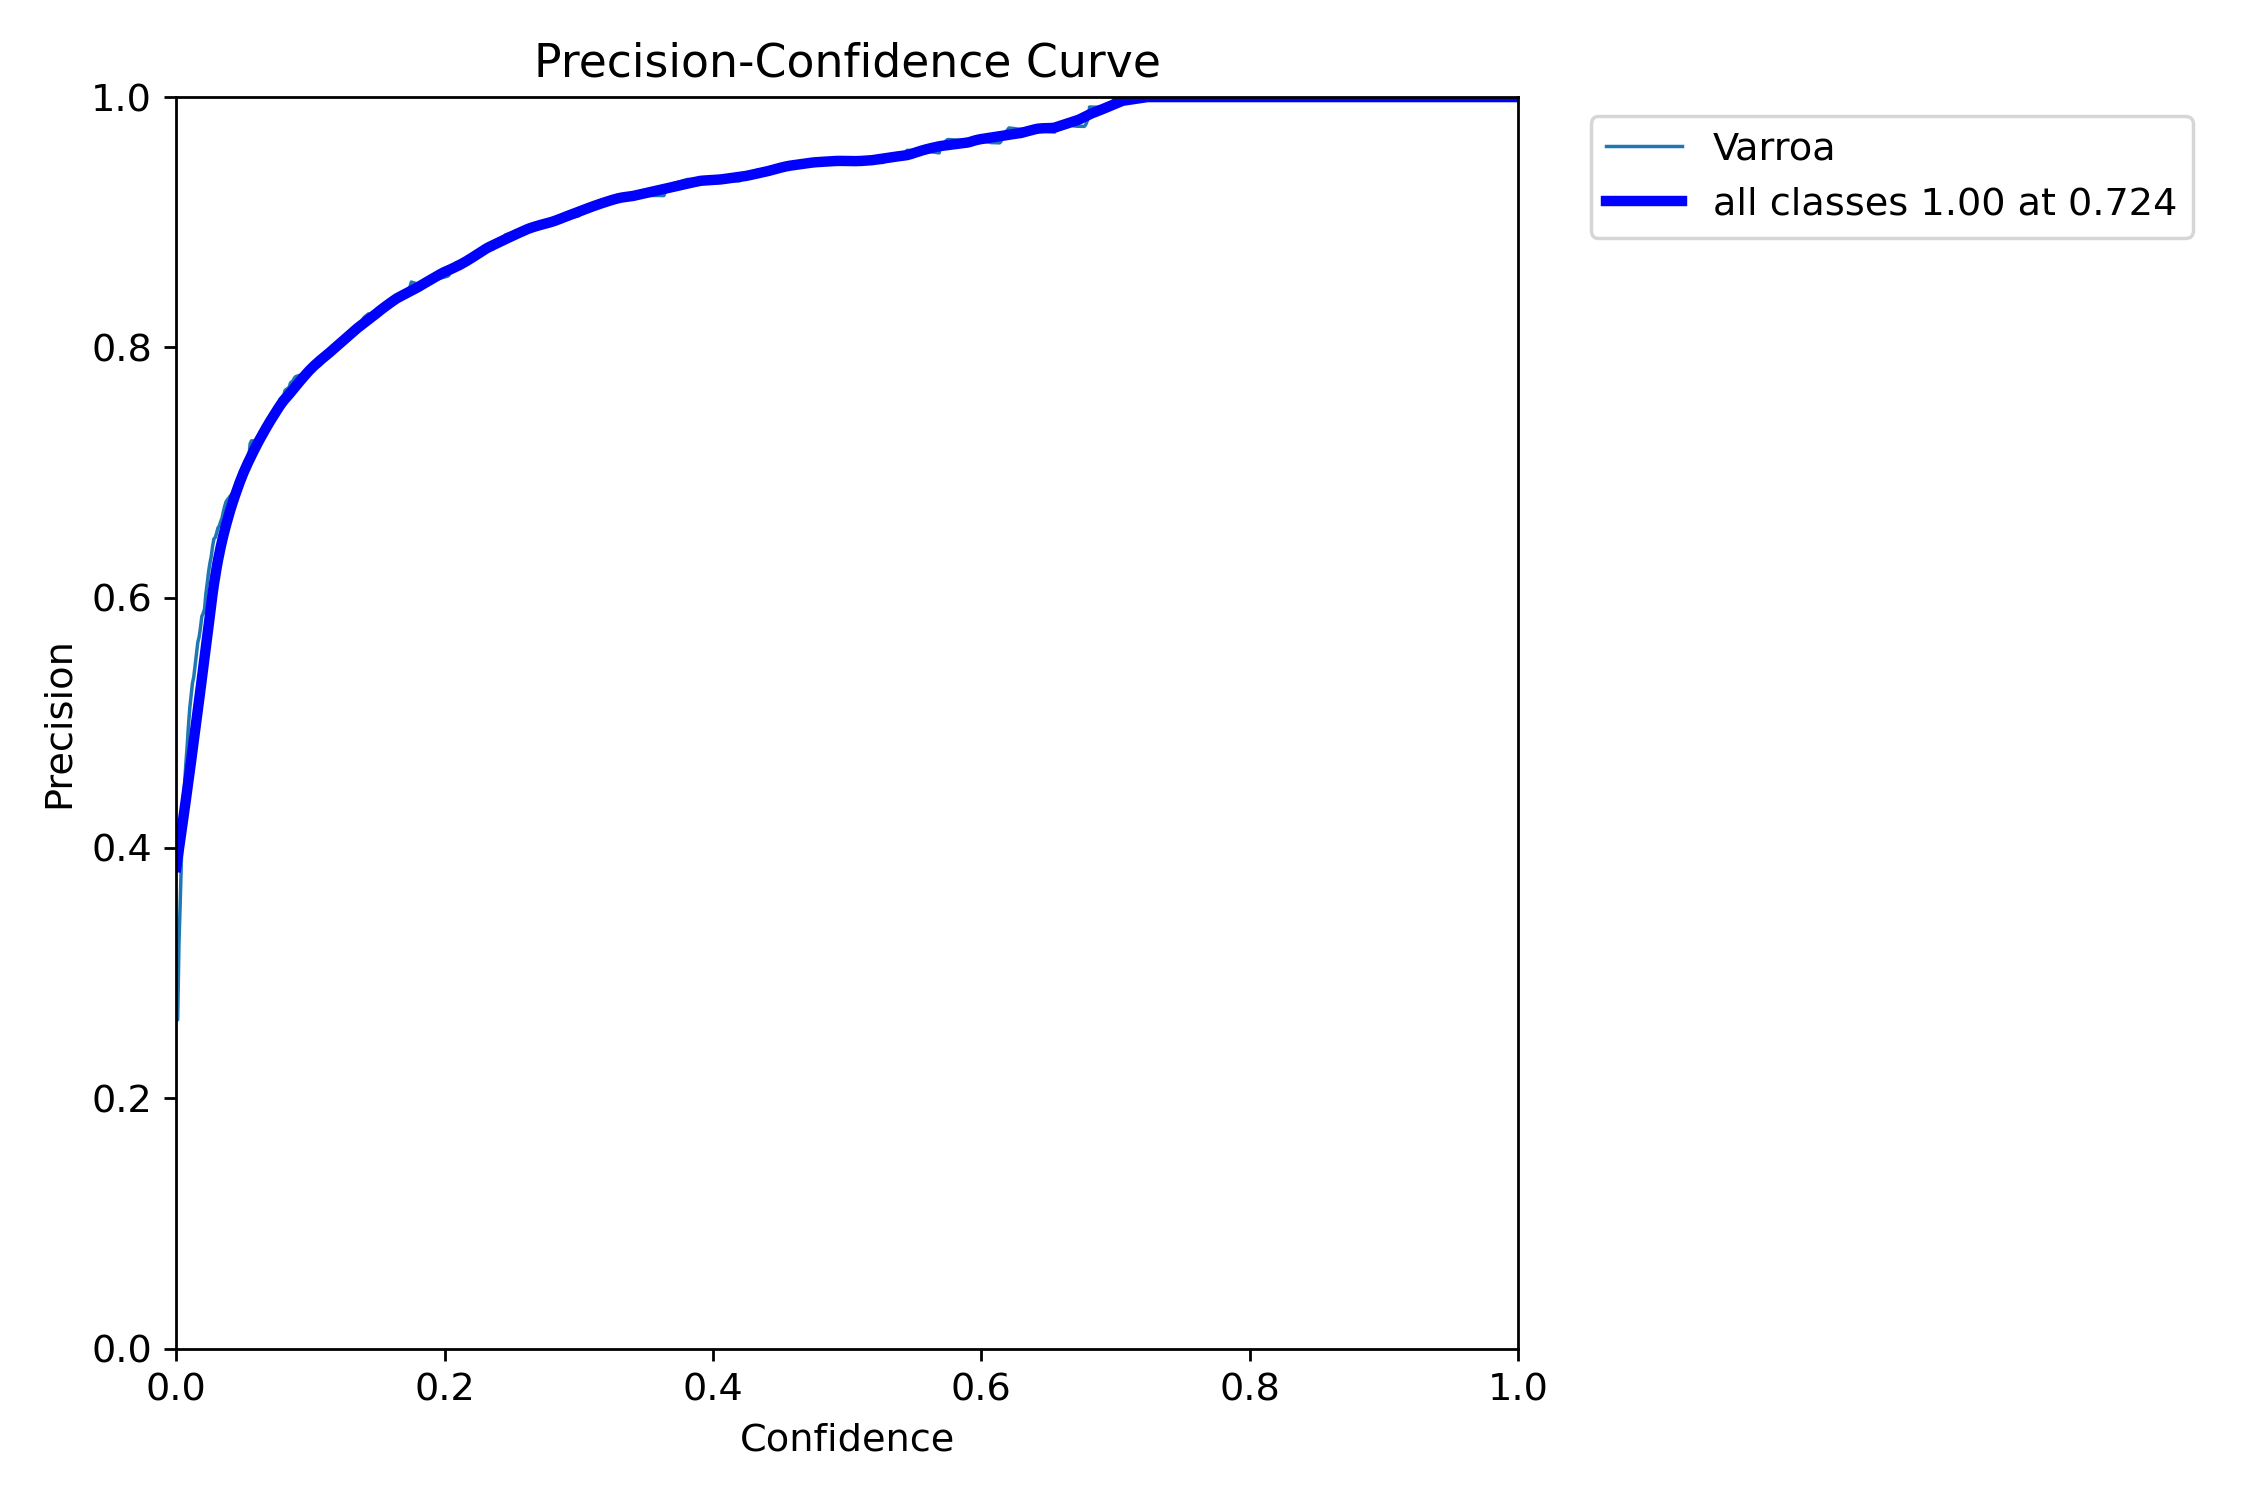 Precision-Confidence Curve
1.0
0.8
0.6
0.4
0.2
0.0
Precision
0.0 0.2 0.4 0.6 0.8 1.0
Confidence
Varroa
all classes 1.00 at 0.724